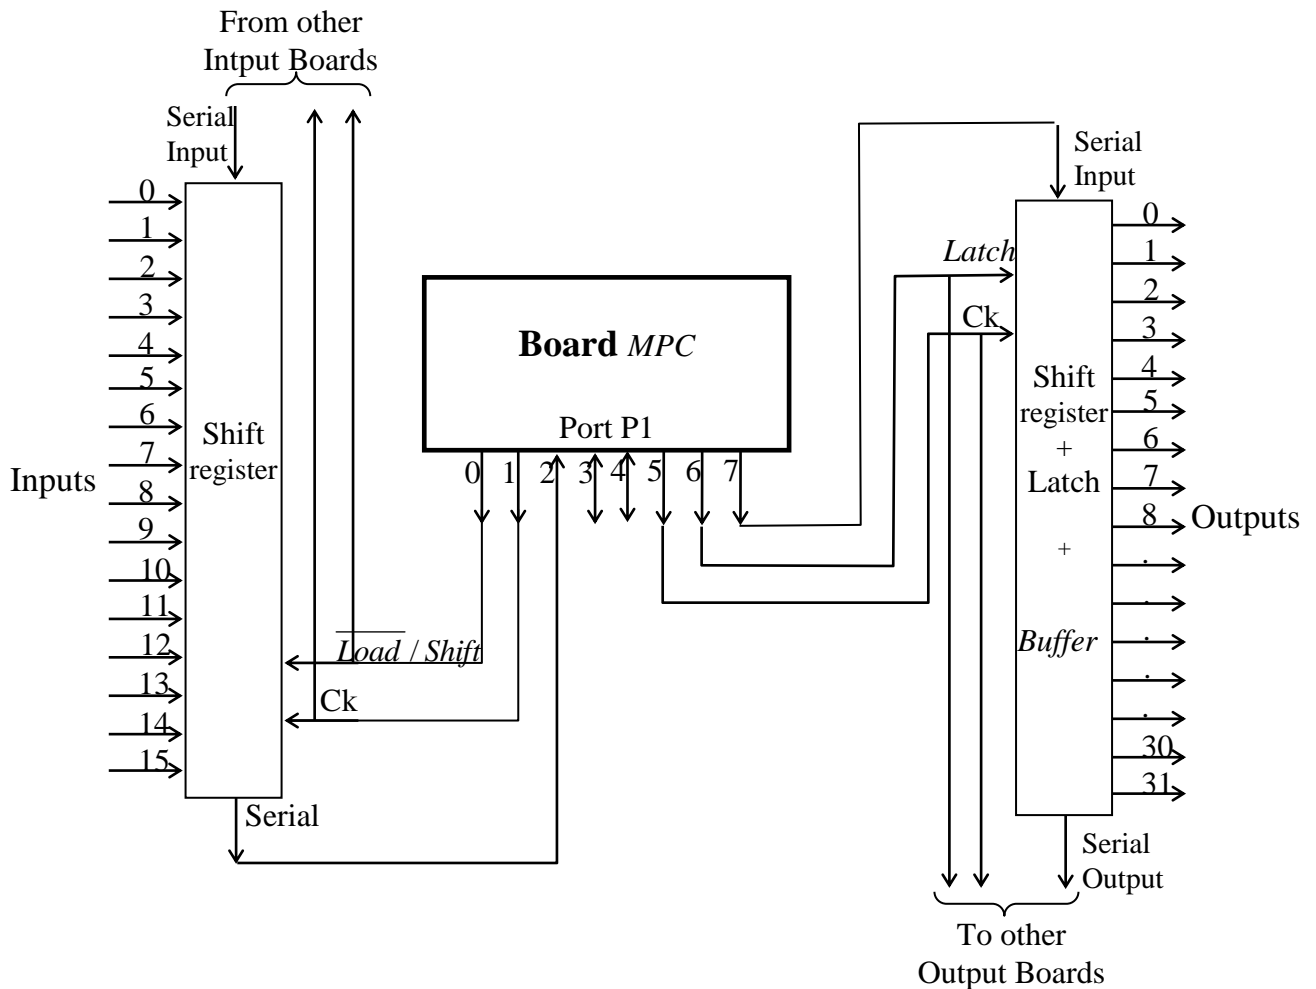 From other
Intput Boards
Serial
Input
0
1
2
3
4
5
6
7
8
9
10
11
12
13
14
15
Inputs
Shift
register
Load / Shift
Ck
Serial
Board MPC
Port P1
0 1 2 3 4 5 6 7
Serial
Input
Latch
Ck
Shift
register
+
Latch
+
Buffer
0
1
2
3
4
5
6
7
8
.
.
.
.
.
30
31
Outputs
Serial
Output
To other
Output Boards